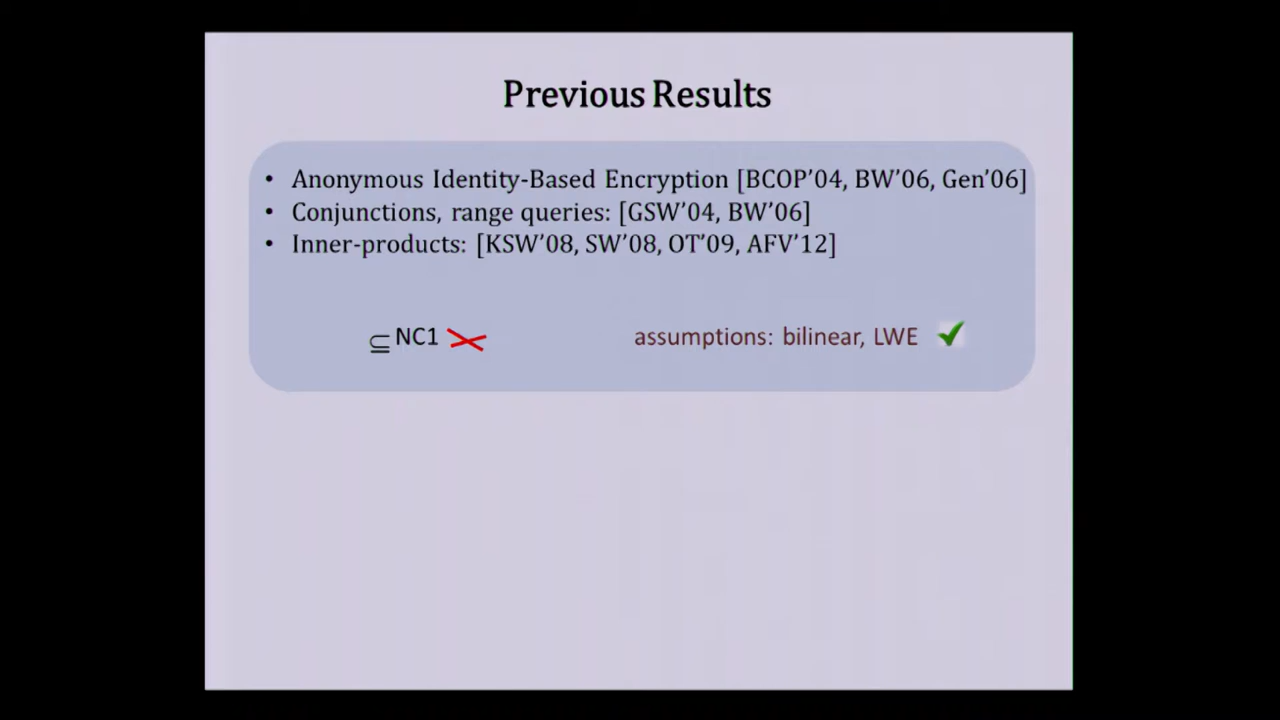 Previous Results
• Anonymous Identity-Based Encryption [BCOP’04, BW’06, Gen’06]
• Conjunctions, range queries: [GSW’04, BW’06]
• Inner-products: [KSW’08, SW’08, OT’09, AFV’12]
⊆ NC1
assumptions: bilinear, LWE